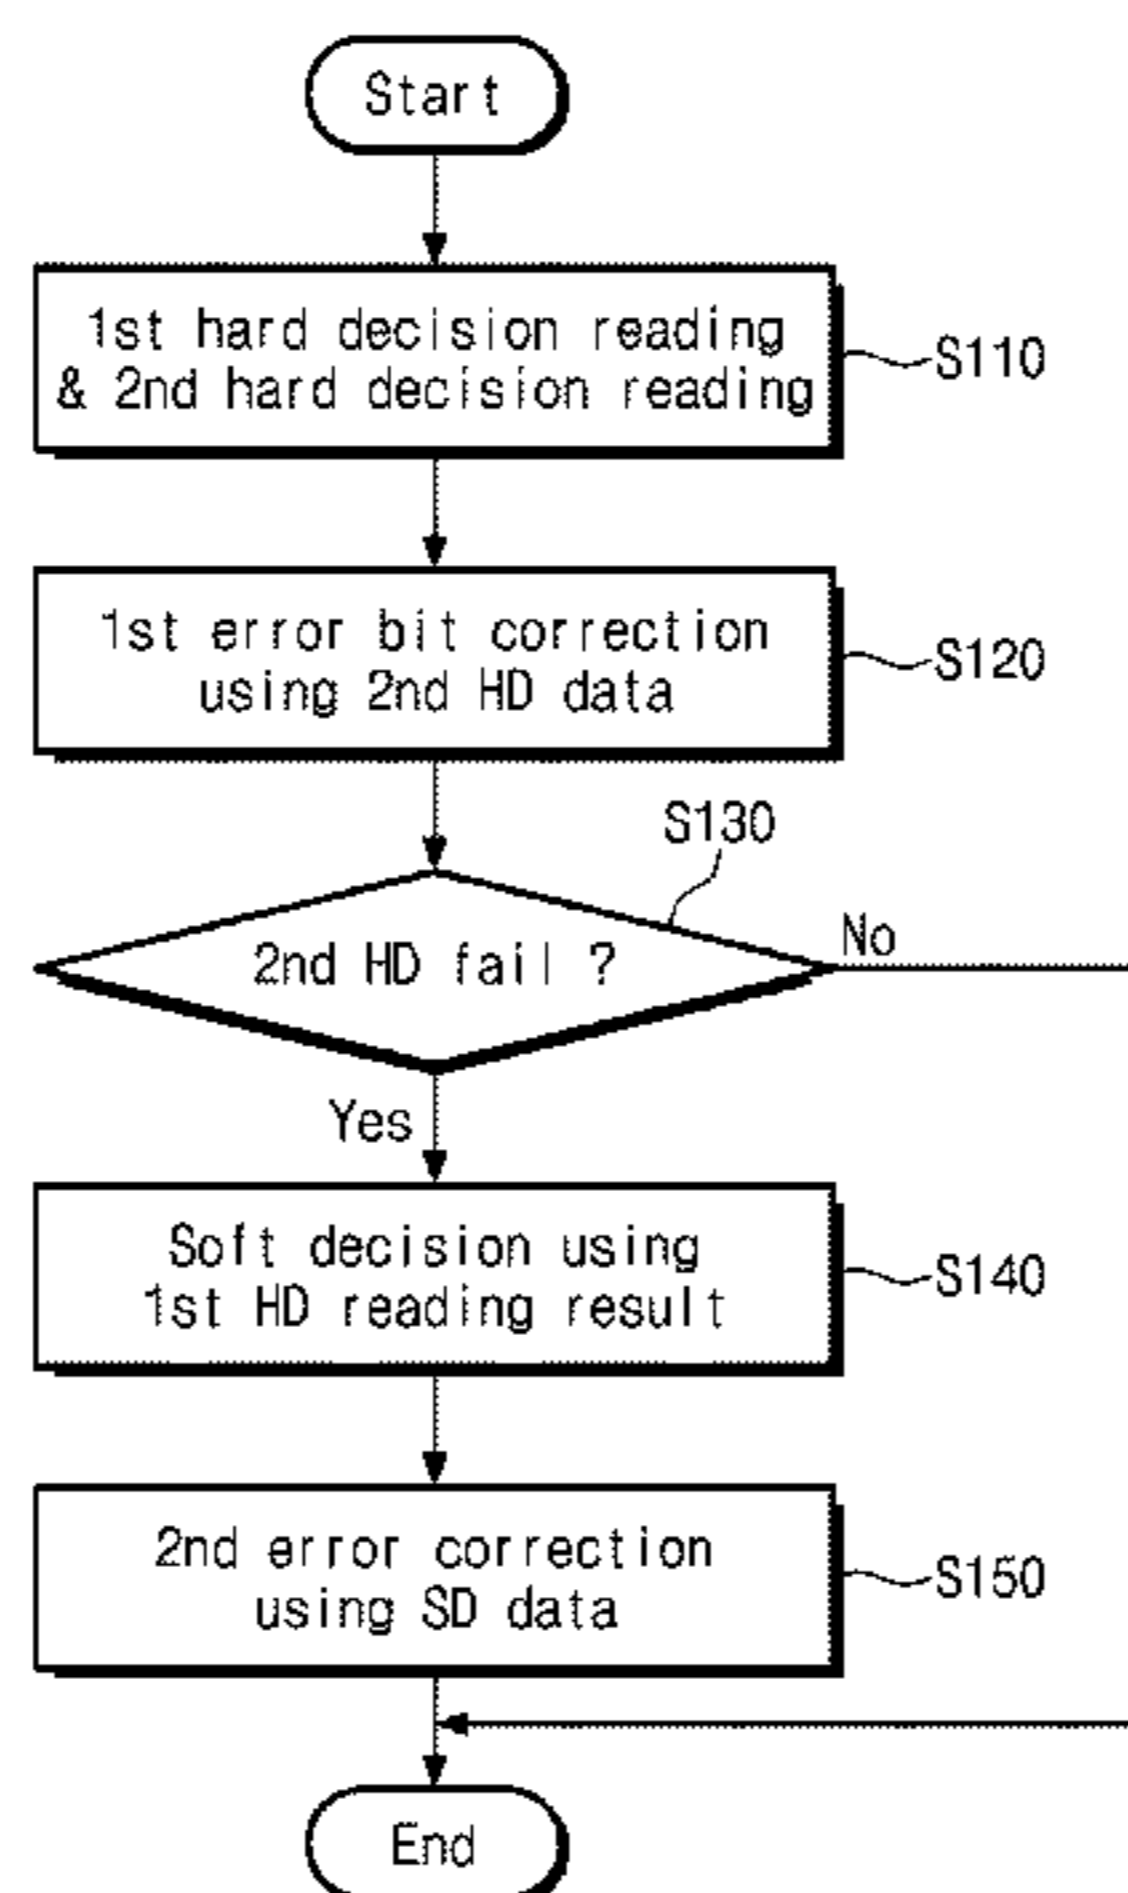 Start
1st hard decision reading
& 2nd hard decision reading
S110
1st error bit correction
using 2nd HD data
S120
S130
2nd HD fail ?
No
Yes
Soft decision using
1st HD reading result
S140
2nd error correction
using SD data
S150
End